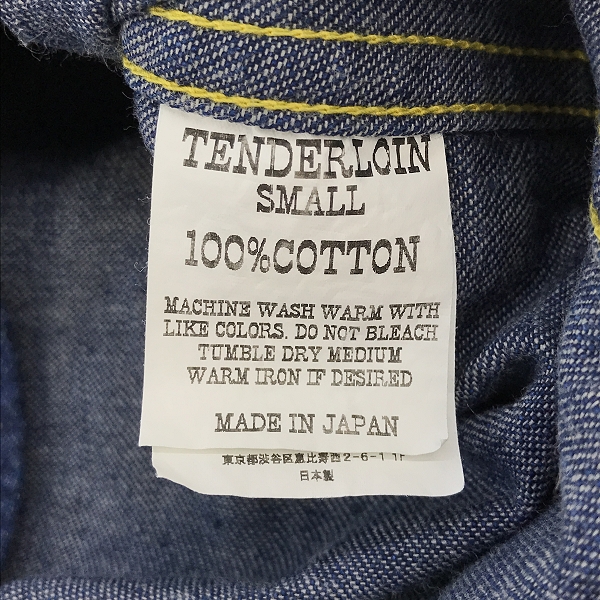 TENDERLOIN
SMALL
100%COTTON
MACHINE WASH WARM WITH
LIKE COLORS. DO NOT BLEACH
TUMBLE DRY MEDIUM
WARM IRON IF DESIRED
MADE IN JAPAN
東京都渋谷区恵比寿西2-6-1 1F
日本製